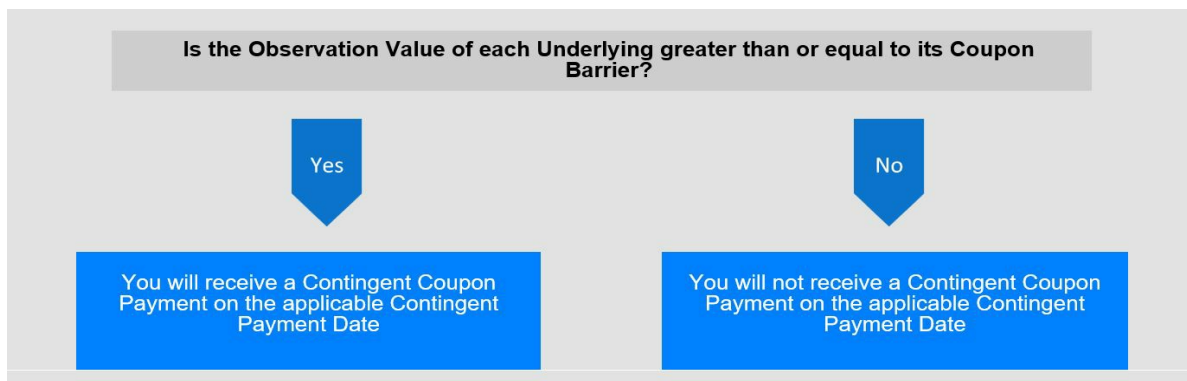 Is the Observation Value of each Underlying greater than or equal to its Coupon
Barrier?
Yes
No
You will receive a Contingent Coupon
Payment on the applicable Contingent
Payment Date
You will not receive a Contingent Coupon
Payment on the applicable Contingent
Payment Date